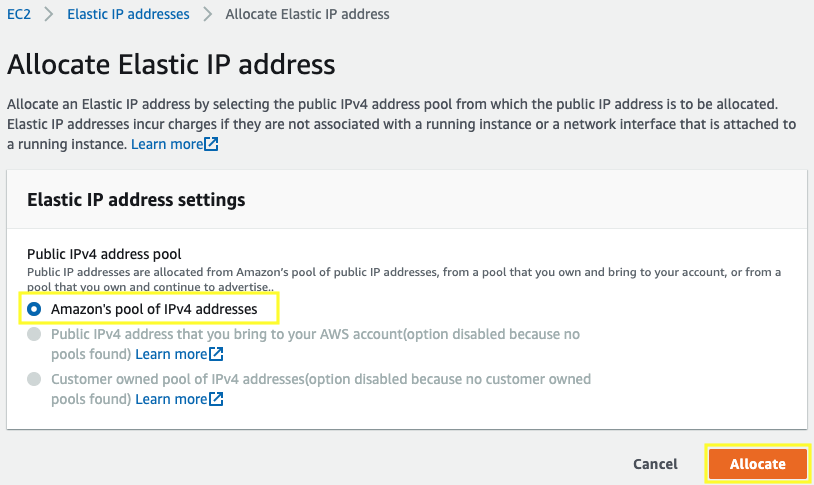 EC2 > Elastic IP addresses > Allocate Elastic IP address
Allocate Elastic IP address
Allocate an Elastic IP address by selecting the public IPv4 address pool from which the public IP address is to be allocated.
Elastic IP addresses incur charges if they are not associated with a running instance or a network interface that is attached to
a running instance. Learn more
Elastic IP address settings
Public IPv4 address pool
Public IP addresses are allocated from Amazon's pool of public IP addresses, from a pool that you own and bring to your account, or from a
pool that you own and continue to advertise..
Amazon's pool of IPv4 addresses
Public IPv4 address that you bring to your AWS account(option disabled because no
pools found) Learn more
Customer owned pool of IPv4 addresses(option disabled because no customer owned
pools found) Learn more
Cancel Allocate